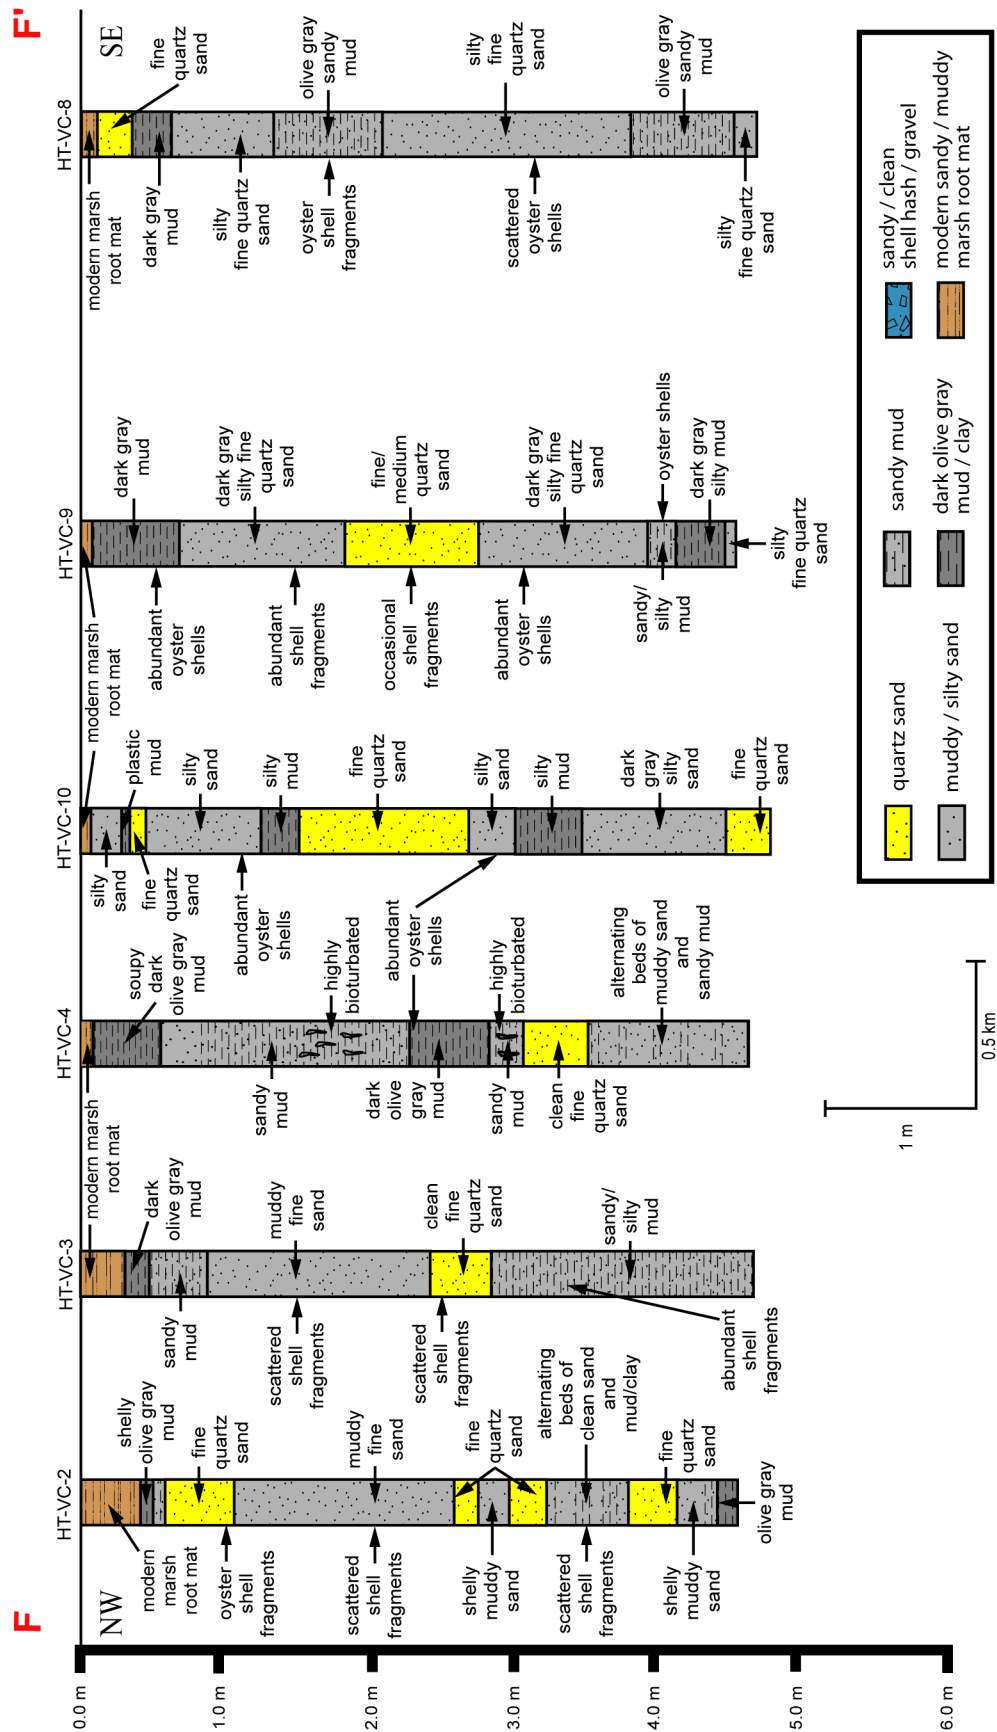 F
F'
NW
SE
HT-VC-2
HT-VC-3
HT-VC-4
HT-VC-10
HT-VC-9
HT-VC-8
0.0 m
1.0 m
2.0 m
3.0 m
4.0 m
5.0 m
6.0 m
modern
marsh
root mat
shelly
olive gray
mud
fine
quartz
sand
oyster
shell
fragments
muddy
fine
sand
scattered
shell
fragments
fine
quartz
sand
shelly
muddy
sand
alternating
beds of
clean sand
and
mud/clay
scattered
shell
fragments
fine
quartz
sand
shelly
muddy
sand
olive gray
mud
modern marsh
root mat
dark
olive gray
mud
sandy
mud
muddy
fine
sand
scattered
shell
fragments
clean
fine
quartz
sand
scattered
shell
fragments
sandy/
silty
mud
abundant
shell
fragments
soupy
dark
olive gray
mud
sandy
mud
highly
bioturbated
dark
olive
gray
mud
abundant
oyster
shells
highly
bioturbated
sandy
mud
clean
fine
quartz
sand
alternating
beds of
muddy sand
and
sandy mud
modern marsh
root mat
silty
sand
plastic
mud
fine
quartz
sand
silty
sand
abundant
oyster
shells
silty
mud
fine
quartz
sand
silty
sand
silty
mud
dark
gray
silty
sand
fine
quartz
sand
dark gray
mud
abundant
oyster
shells
dark gray
silty fine
quartz
sand
abundant
shell
fragments
fine/
medium
quartz
sand
occasional
shell
fragments
dark gray
silty fine
quartz
sand
abundant
oyster
shells
oyster shells
sandy/
silty
mud
dark gray
silty mud
silty
fine quartz
sand
modern marsh
root mat
fine
quartz
sand
dark gray
mud
silty
fine quartz
sand
olive gray
sandy
mud
oyster
shell
fragments
silty
fine
quartz
sand
scattered
oyster
shells
olive gray
sandy
mud
silty
fine quartz
sand
1 m
0.5 km
quartz sand
muddy / silty sand
sandy mud
dark olive gray
mud / clay
sandy / clean
shell hash / gravel
modern sandy / muddy
marsh root mat